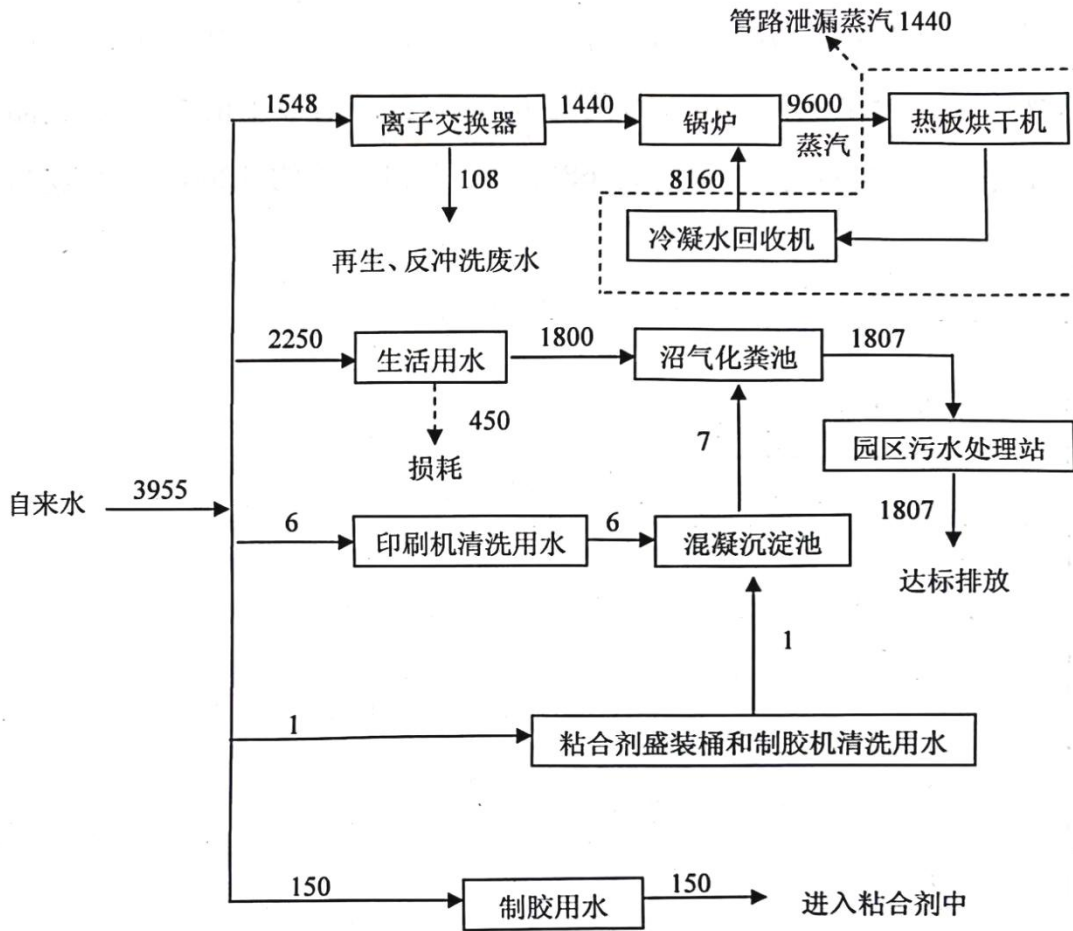 管路泄漏蒸汽1440
1548
离子交换器
1440
锅炉
9600
蒸汽
热板烘干机
108
再生、反冲洗废水
8160
冷凝水回收机
2250
生活用水
1800
沼气化粪池
1807
450
损耗
7
园区污水处理站
1807
达标排放
自来水
3955
6
印刷机清洗用水
6
混凝沉淀池
1
1
粘合剂盛装桶和制胶机清洗用水
150
制胶用水
150
进入粘合剂中